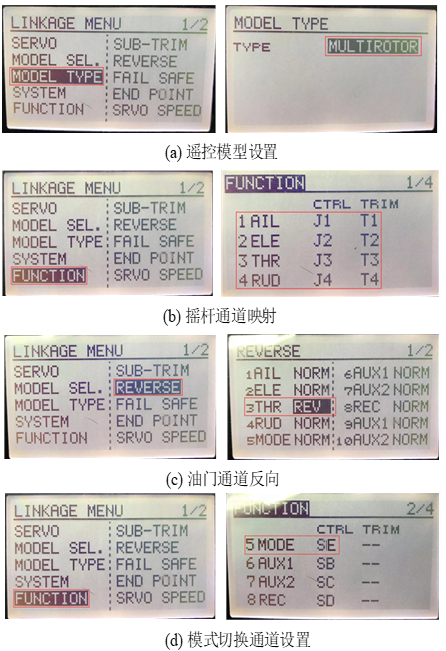 LINKAGE MENU 1/2
SERVO SUB-TRIM
MODEL SEL. REVERSE
MODEL TYPE FAIL SAFE
SYSTEM END POINT
FUNCTION SRVO SPEED
MODEL TYPE
TYPE MULTIROTOR
(a) 遥控模型设置
LINKAGE MENU 1/2
SERVO SUB-TRIM
MODEL SEL. REVERSE
MODEL TYPE FAIL SAFE
SYSTEM END POINT
FUNCTION SRVO SPEED
FUNCTION 1/4
CTRL TRIM
1 AIL J1 T1
2 ELE J2 T2
3 THR J3 T3
4 RUD J4 T4
(b) 摇杆通道映射
LINKAGE MENU 1/2
SERVO SUB-TRIM
MODEL SEL. REVERSE
MODEL TYPE FAIL SAFE
SYSTEM END POINT
FUNCTION SRVO SPEED
REVERSE 1/2
1AIL NORM 6AUX1 NORM
2ELE NORM 7AUX2 NORM
3THR REV 8REC NORM
4RUD NORM 9AUX1 NORM
5MODE NORM 10AUX2 NORM
(c) 油门通道反向
LINKAGE MENU 1/2
SERVO SUB-TRIM
MODEL SEL. REVERSE
MODEL TYPE FAIL SAFE
SYSTEM END POINT
FUNCTION SRVO SPEED
FUNCTION 2/4
CTRL TRIM
5 MODE SE --
6 AUX1 SB --
7 AUX2 SC --
8 REC SD --
(d) 模式切换通道设置